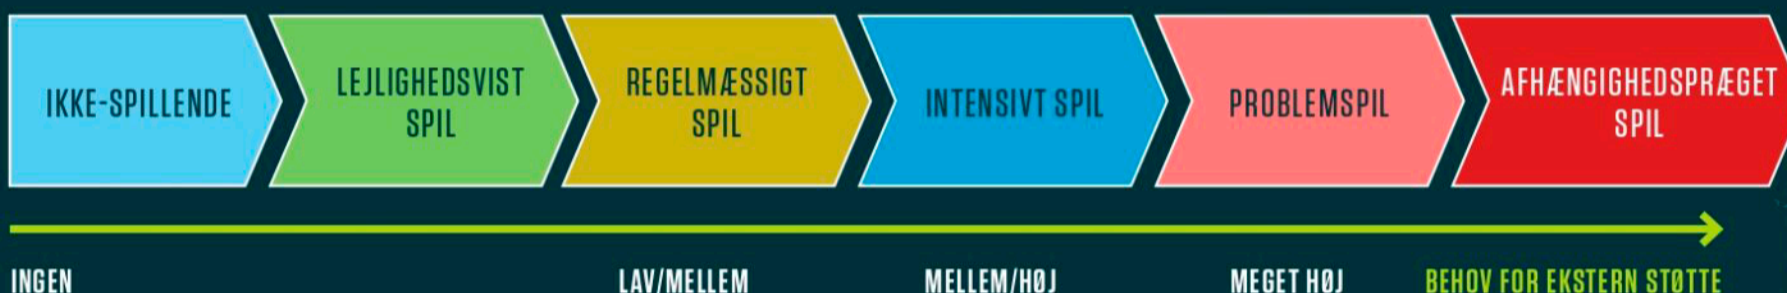 IKKE-SPILLENDE
LEJLIGHEDSVIST
SPIL
REGELMÆSSIGT
SPIL
INTENSIVT SPIL
PROBLEMSPIL
AFHÆNGIGHEDSPRÆGET
SPIL
INGEN
LAV/MELLEM
MELLEM/HØJ
MEGET HØJ
BEHOV FOR EKSTERN STØTTE